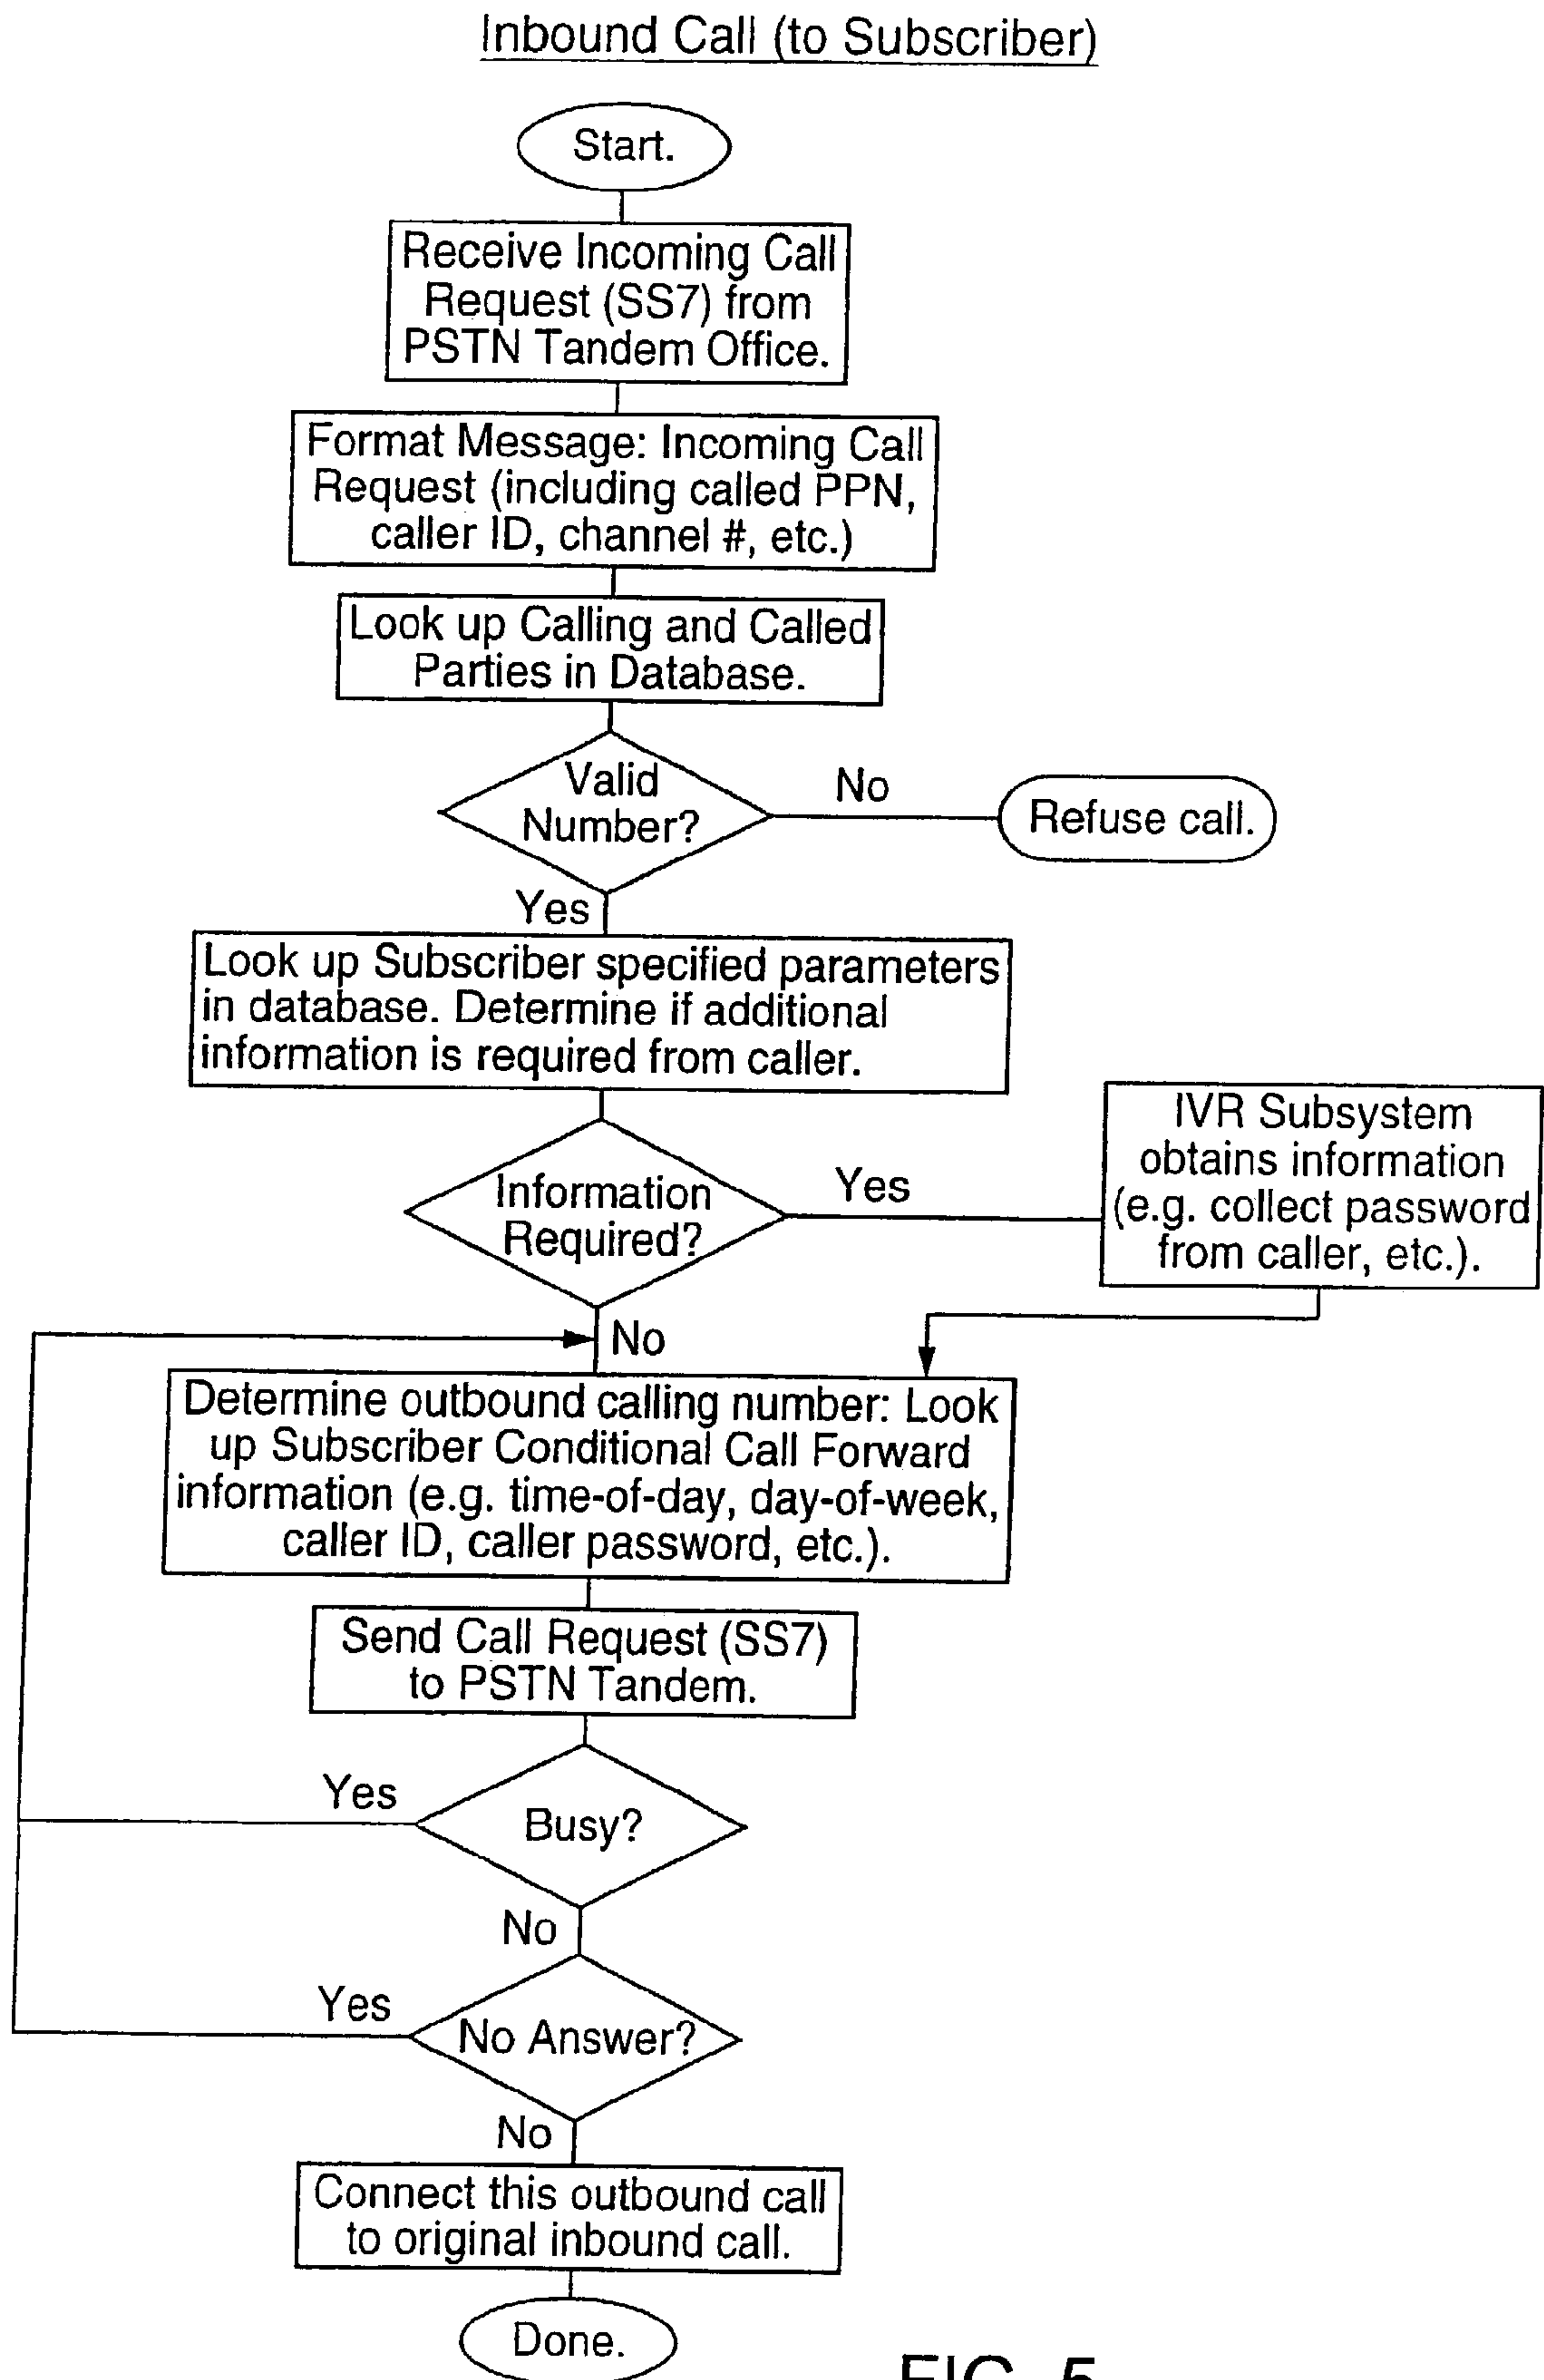 Inbound Call (to Subscriber)
Start.
Receive Incoming Call
Request (SS7) from
PSTN Tandem Office.
Format Message: Incoming Call
Request (including called PPN,
caller ID, channel #, etc.)
Look up Calling and Called
Parties in Database.
Valid
Number?
No
Refuse call.
Yes
Look up Subscriber specified parameters
in database. Determine if additional
information is required from caller.
Information
Required?
Yes
IVR Subsystem
obtains information
(e.g. collect password
from caller, etc.).
No
Determine outbound calling number: Look
up Subscriber Conditional Call Forward
information (e.g. time-of-day, day-of-week,
caller ID, caller password, etc.).
Send Call Request (SS7)
to PSTN Tandem.
Yes
Busy?
No
Yes
No Answer?
No
Connect this outbound call
to original inbound call.
Done.
FIG. 5